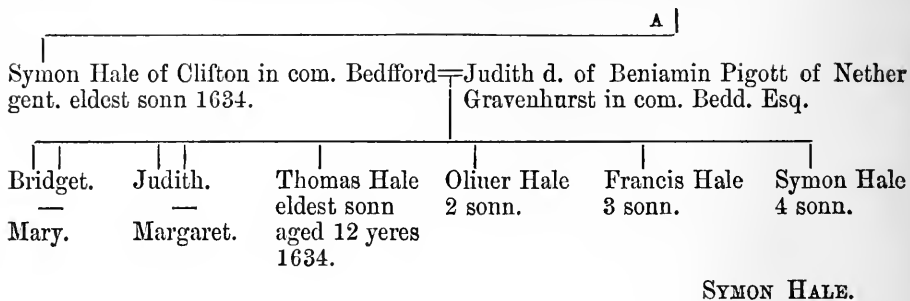 A
Symon Hale of Clifton in com. Bedfford=Judith d. of Beniamin Pigott of Nether
gent. eldest sonn 1634. Gravenhurst in com. Bedd. Esq.
Bridget. Judith. Thomas Hale Oliuer Hale Francis Hale Symon Hale
— — eldest sonn 2 sonn. 3 sonn. 4 sonn.
Mary. Margaret. aged 12 yeres
1634.
SYMON HALE.